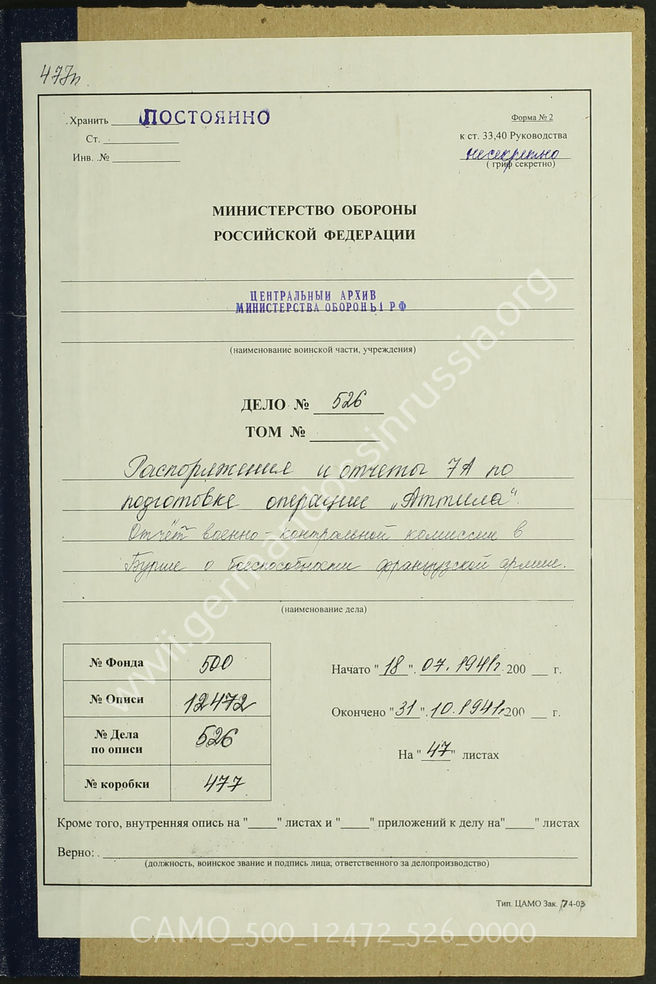 477п
Хранить ПОСТОЯННО
Форма № 2
Ст.
к ст. 33,40 Руководства
Инв. №
несекретно
( гриф секретно)
МИНИСТЕРСТВО ОБОРОНЫ
РОССИЙСКОЙ ФЕДЕРАЦИИ
ЦЕНТРАЛЬНЫЙ АРХИВ
МИНИСТЕРСТВА ОБОРОНЫ РФ
(наименование воинской части, учреждения)
ДЕЛО № 526
ТОМ №
Распоряжения и отчеты 7А по
подготовке операции „Аттила".
Отчёт военно-контрольной комиссии в
Бурже о боеспособности французской армии.
(наименование дела)
№ Фонда 500
№ Описи 12472
№ Дела по описи 526
№ коробки 477
Начато "18". 07. 1941г. 200 г.
Окончено "31". 10. 1941г. 200 г.
На "47" листах
Кроме того, внутренняя опись на "____" листах и "____" приложений к делу на"____" листах
Верно:
(должность, воинское звание и подпись лица, ответственного за делопроизводство)
Тип. ЦАМО Зак. 174-03
www.germandocsinrussia.org
CAMO_500_12472_526_0000